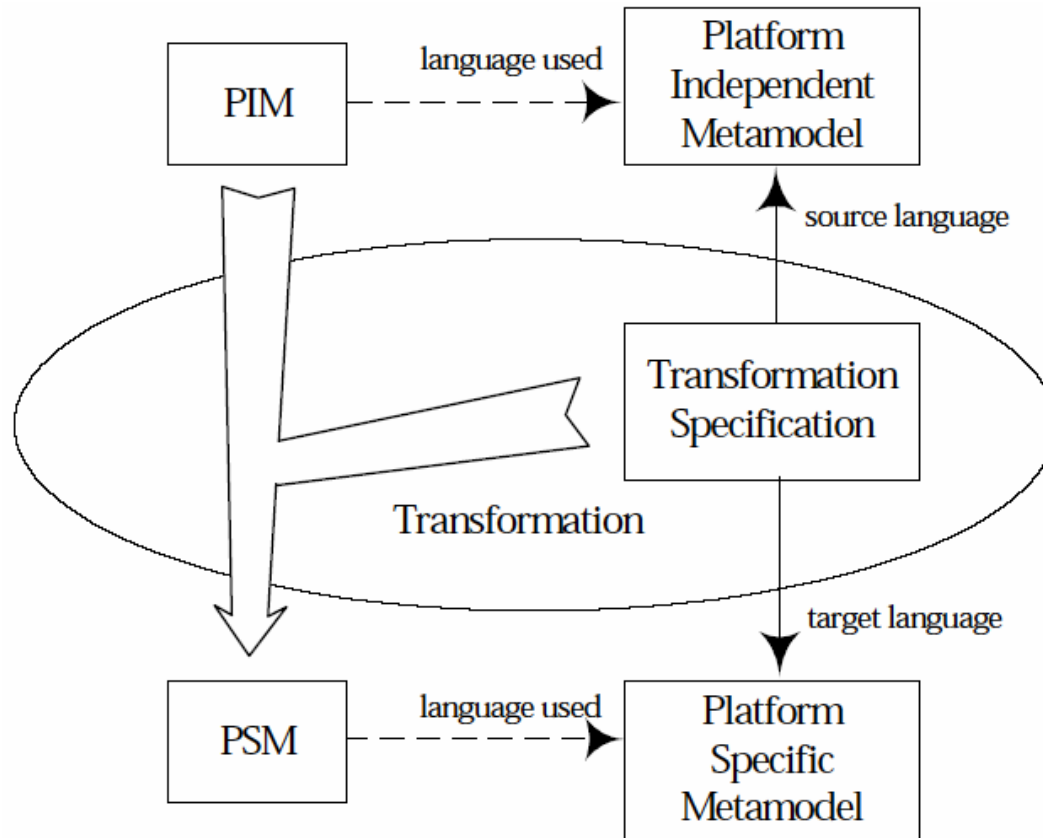 PIM
language used
Platform
Independent
Metamodel
source language
Transformation
Specification
Transformation
target language
PSM
language used
Platform
Specific
Metamodel